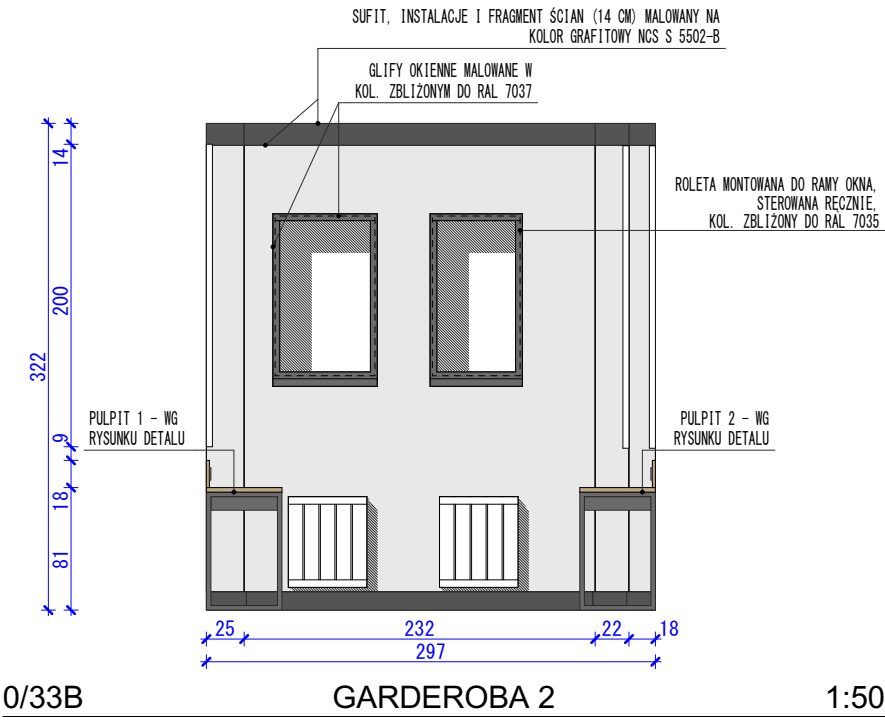 SUFIT, INSTALACJE I FRAGMENT ŚCIAN (14 CM) MALOWANY NA
KOLOR GRAFITOWY NCS S 5502-B
GLIFY OKIENNE MALOWANE W
KOL. ZBLIŻONYM DO RAL 7037
ROLETA MONTOWANA DO RAMY OKNA,
STEROWANA RĘCZNIE,
KOL. ZBLIŻONY DO RAL 7035
14
200
322
9
18
81
PULPIT 1 - WG
RYSUNKU DETALU
PULPIT 2 - WG
RYSUNKU DETALU
25 232 22 18
297
0/33B GARDEROBA 2 1:50